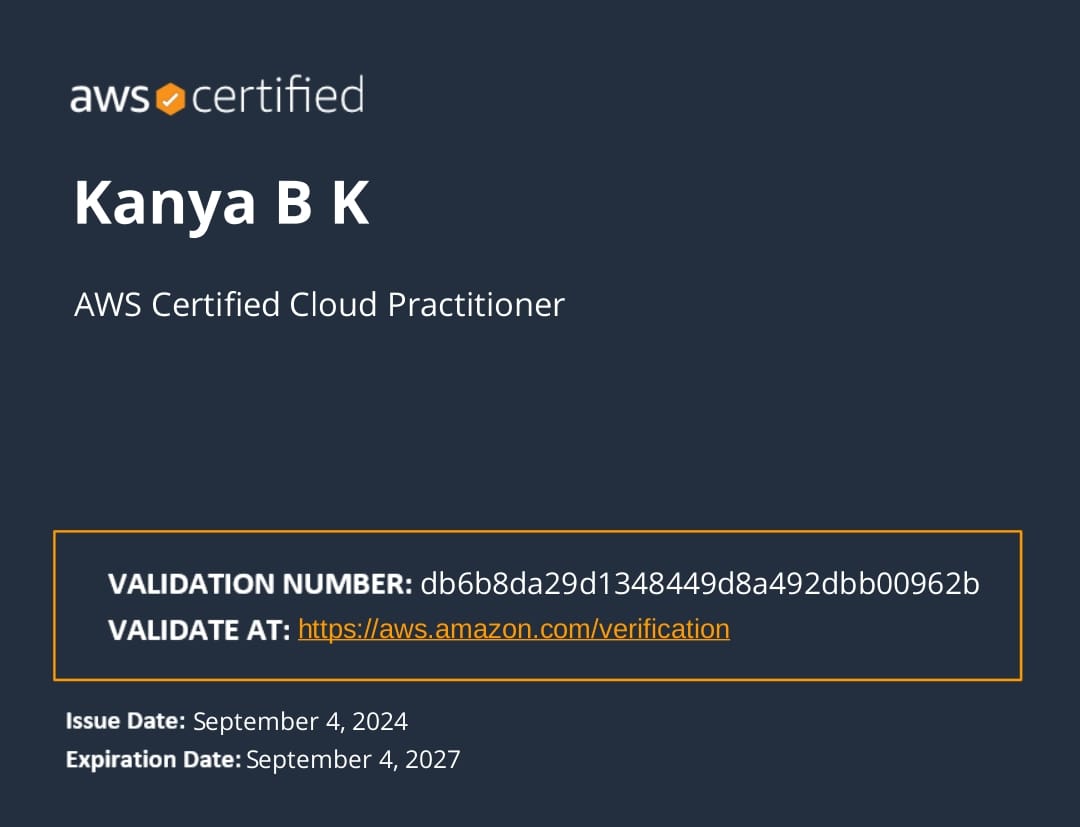 aws certified
Kanya B K
AWS Certified Cloud Practitioner
VALIDATION NUMBER: db6b8da29d1348449d8a492dbb00962b
VALIDATE AT: https://aws.amazon.com/verification
Issue Date: September 4, 2024
Expiration Date: September 4, 2027